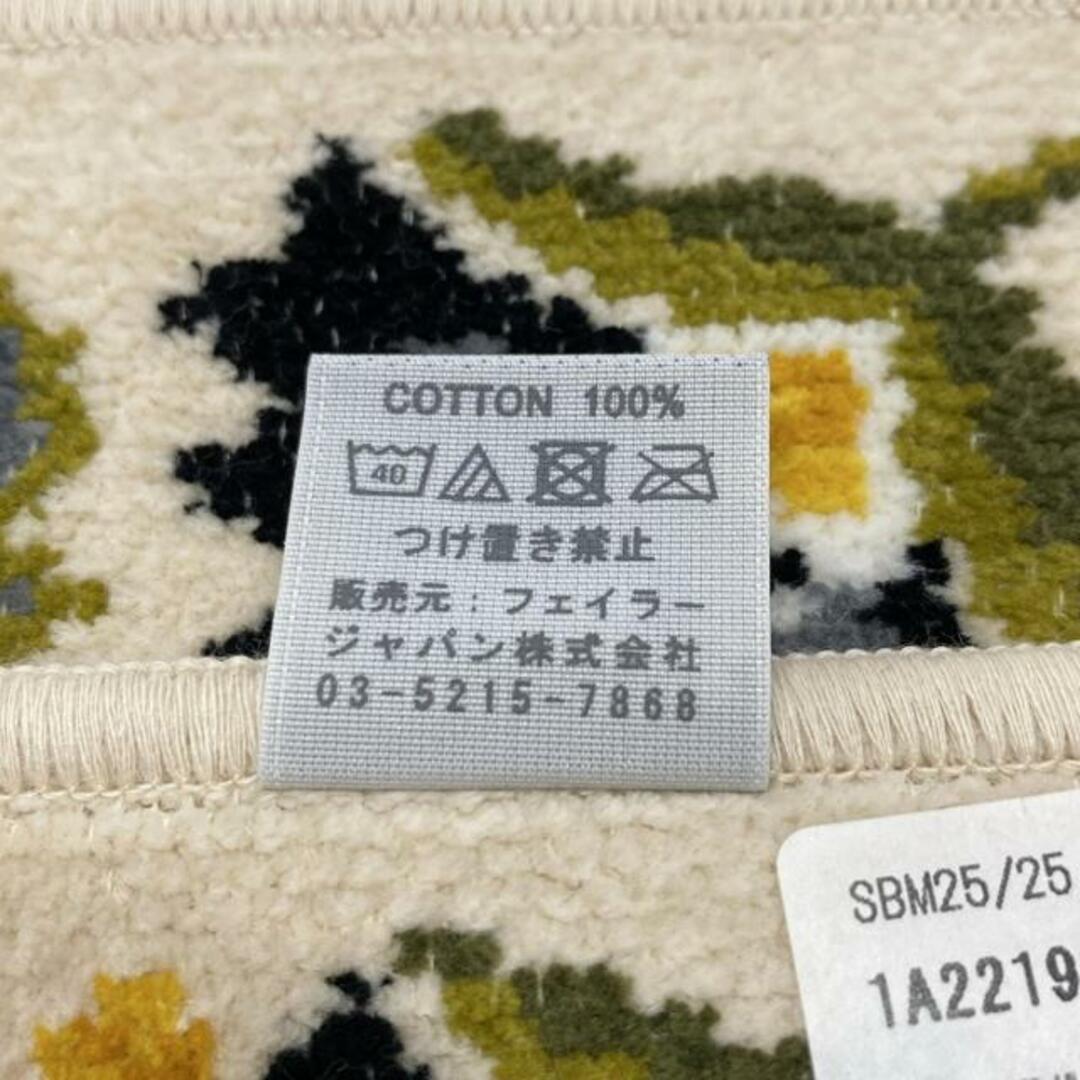 COTTON 100%
40
つけ置き禁止
販売元：フェイラー
ジャパン株式会社
03-5215-7868
SBM25/25
1A2219